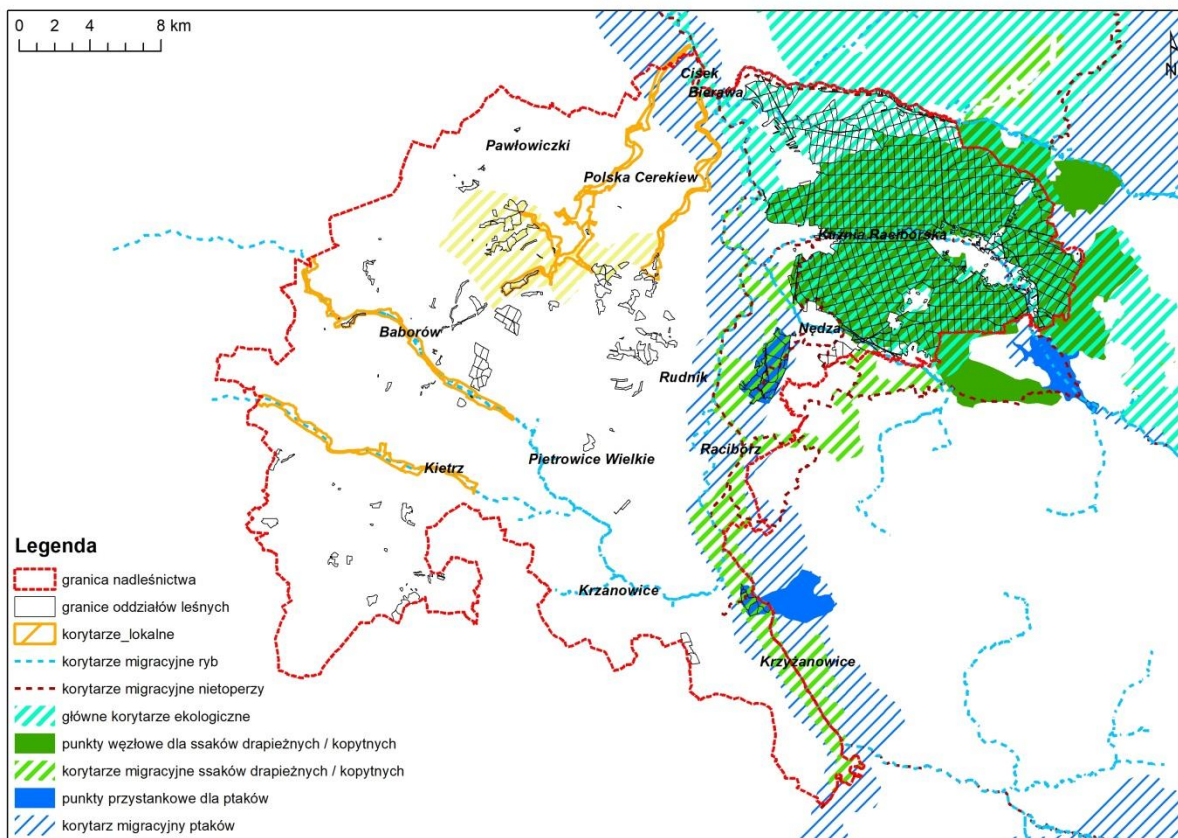 0 2 4 8 km
N
Cisek
Bierawa
Pawłowiczki
Polska Cerekiew
Kuźnia Raciborska
Baborów
Nędza
Rudnik
Racibórz
Pietrowice Wielkie
Kietrz
Krzanowice
Krzyżanowice
Legenda
granica nadleśnictwa
granice oddziałów leśnych
korytarze_lokalne
korytarze migracyjne ryb
korytarze migracyjne nietoperzy
główne korytarze ekologiczne
punkty węzłowe dla ssaków drapieżnych / kopytnych
korytarze migracyjne ssaków drapieżnych / kopytnych
punkty przystankowe dla ptaków
korytarz migracyjny ptaków